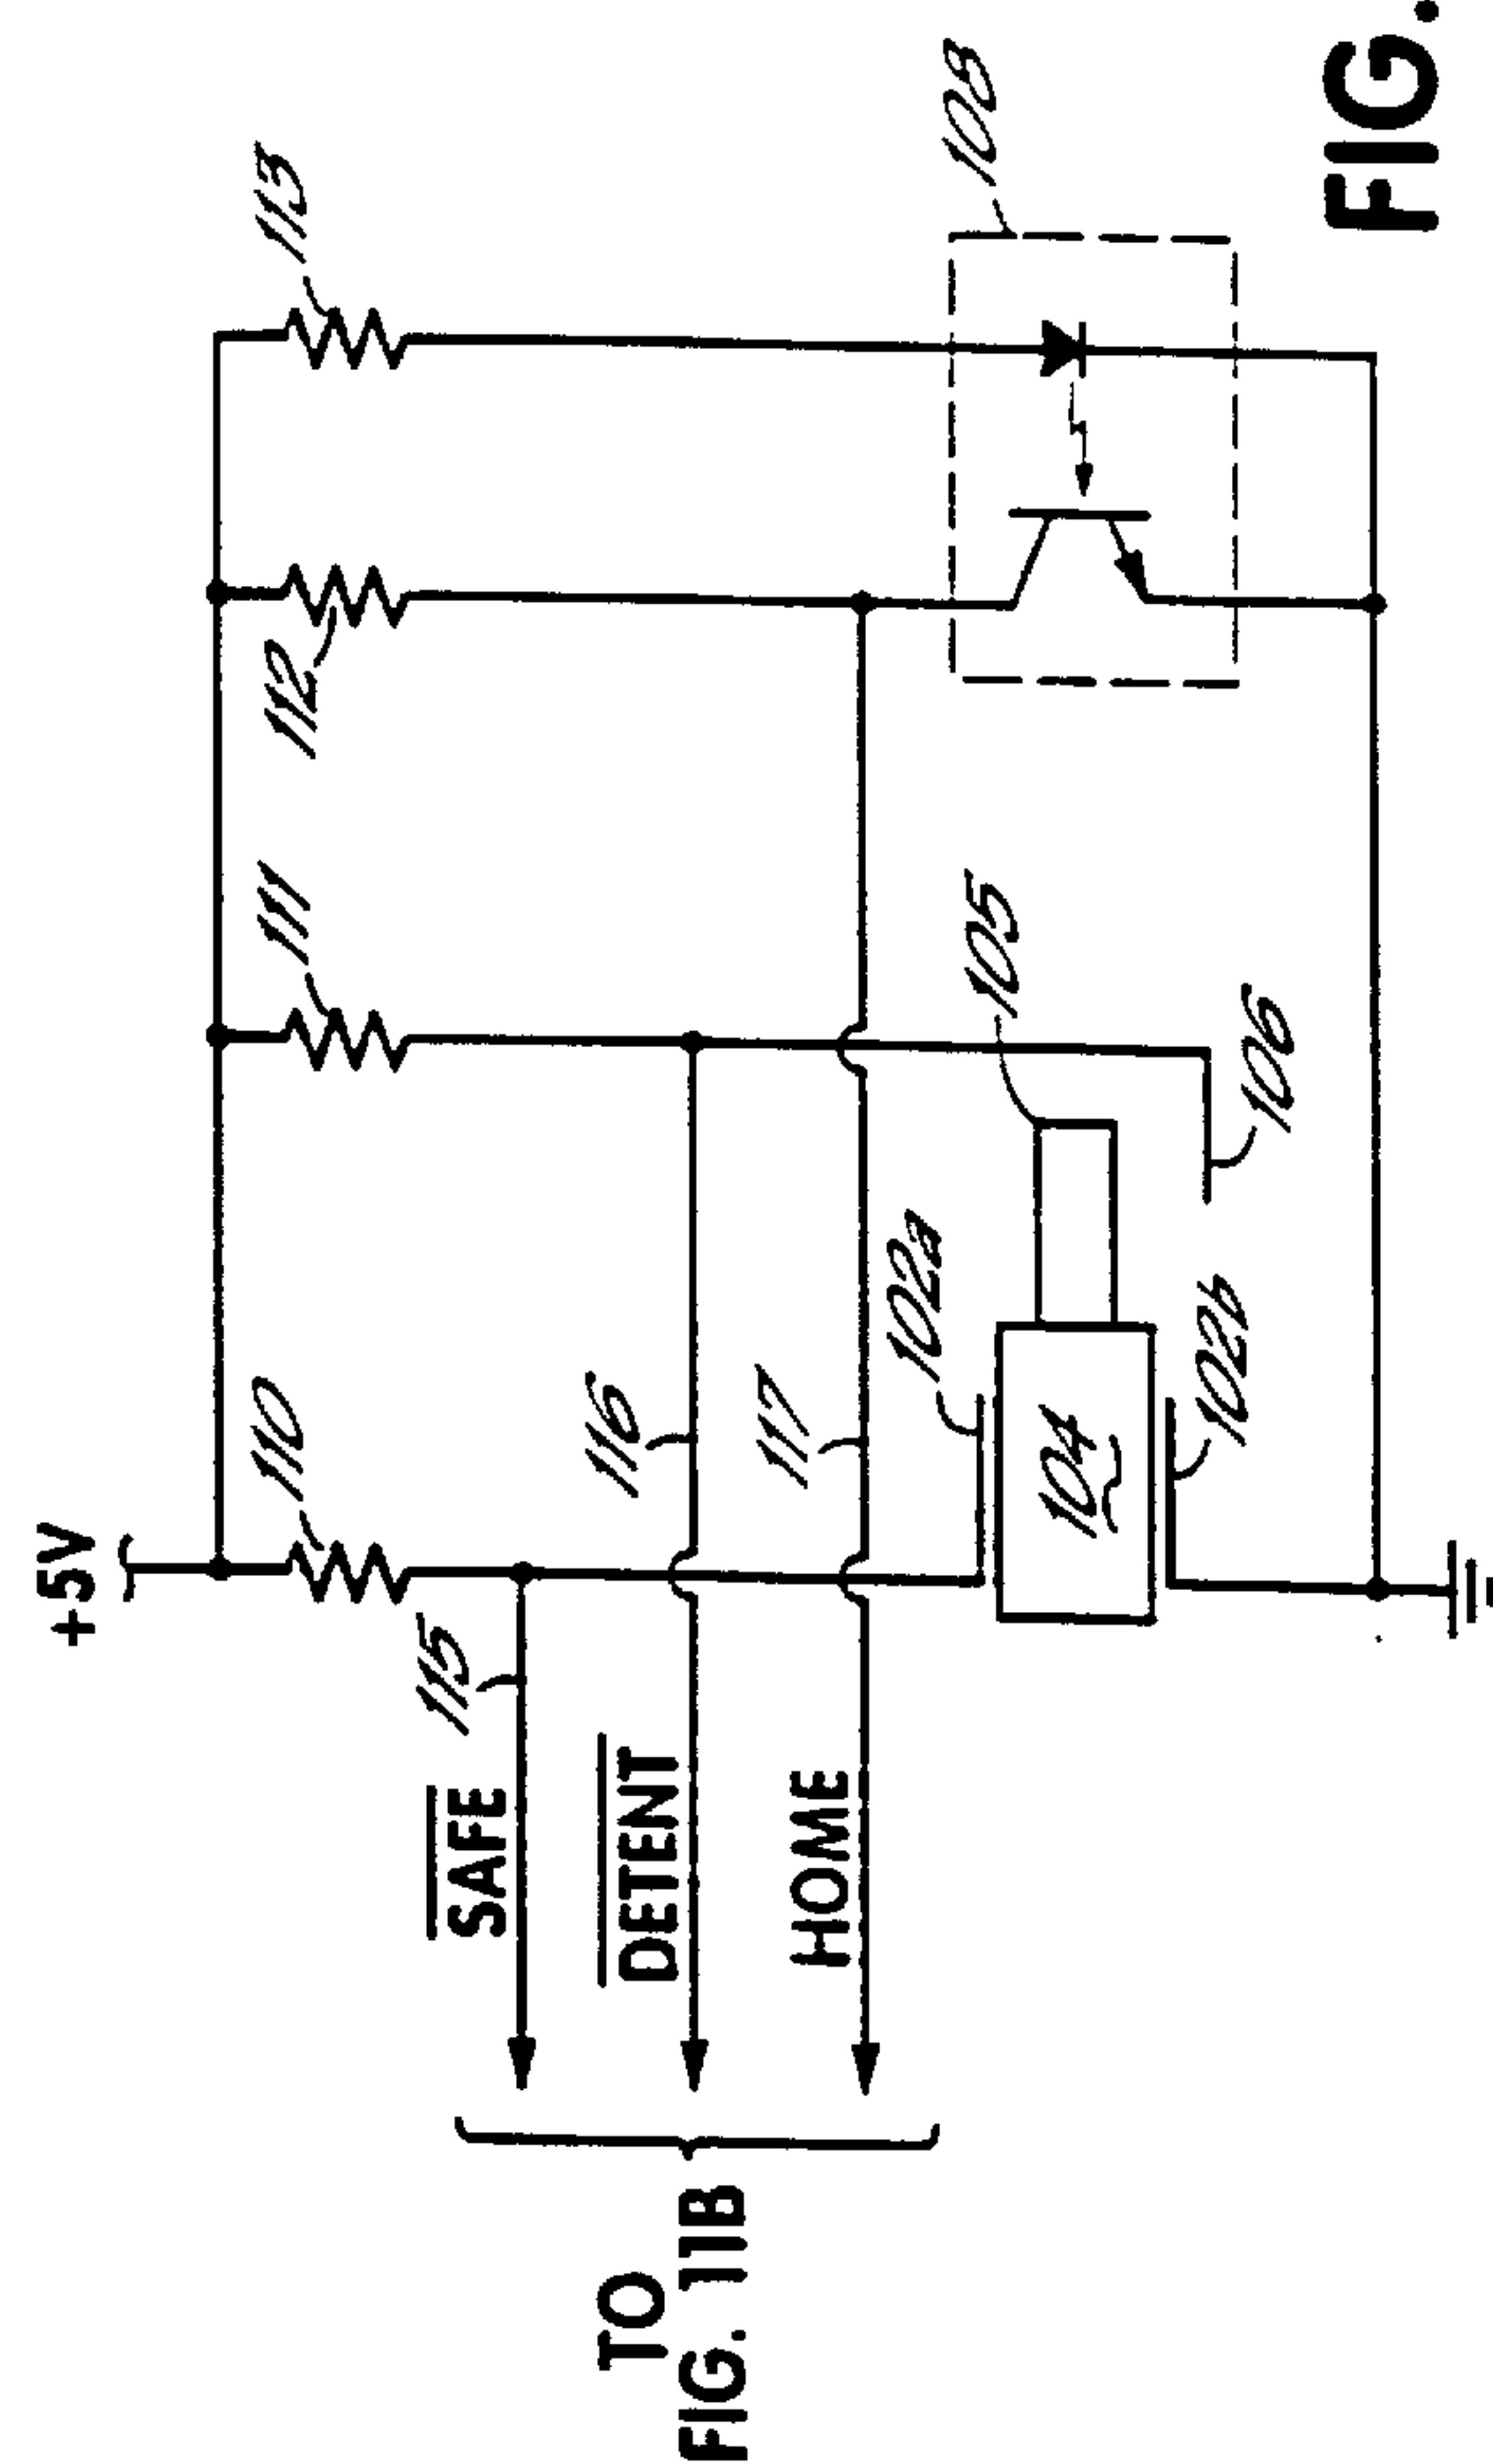 +5V
110
111
112
113
115
SAFE
116
DETENT
TO
FIG. 11B
117
HOME
102a
108
105
104
102b
106
FIG.